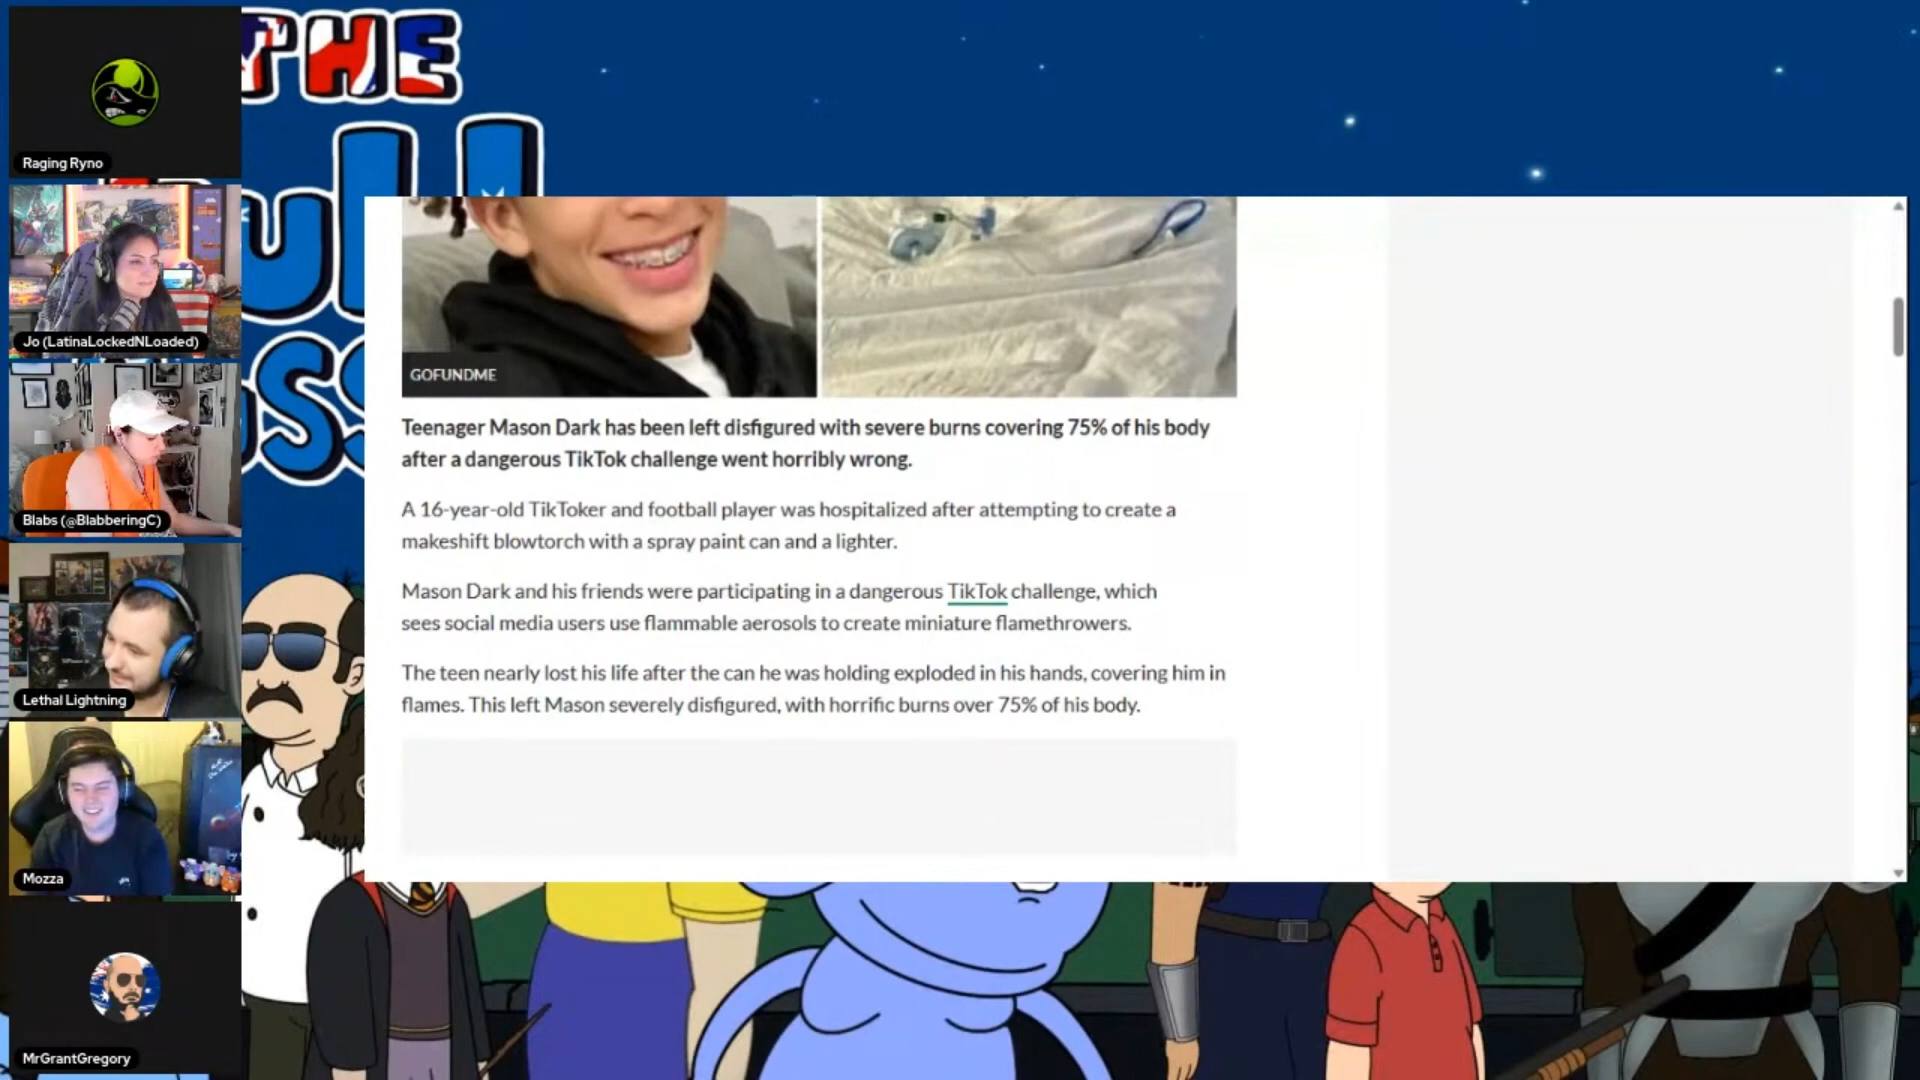 THE
Raging Ryno
Jo (LatinaLockedNLoaded)
Blabs (@BlabberingC)
Lethal Lightning
Mozza
MrGrantGregory
GOFUNDME
Teenager Mason Dark has been left disfigured with severe burns covering 75% of his body
after a dangerous TikTok challenge went horribly wrong.
A 16-year-old TikToker and football player was hospitalized after attempting to create a
makeshift blowtorch with a spray paint can and a lighter.
Mason Dark and his friends were participating in a dangerous TikTok challenge, which
sees social media users use flammable aerosols to create miniature flamethrowers.
The teen nearly lost his life after the can he was holding exploded in his hands, covering him in
flames. This left Mason severely disfigured, with horrific burns over 75% of his body.